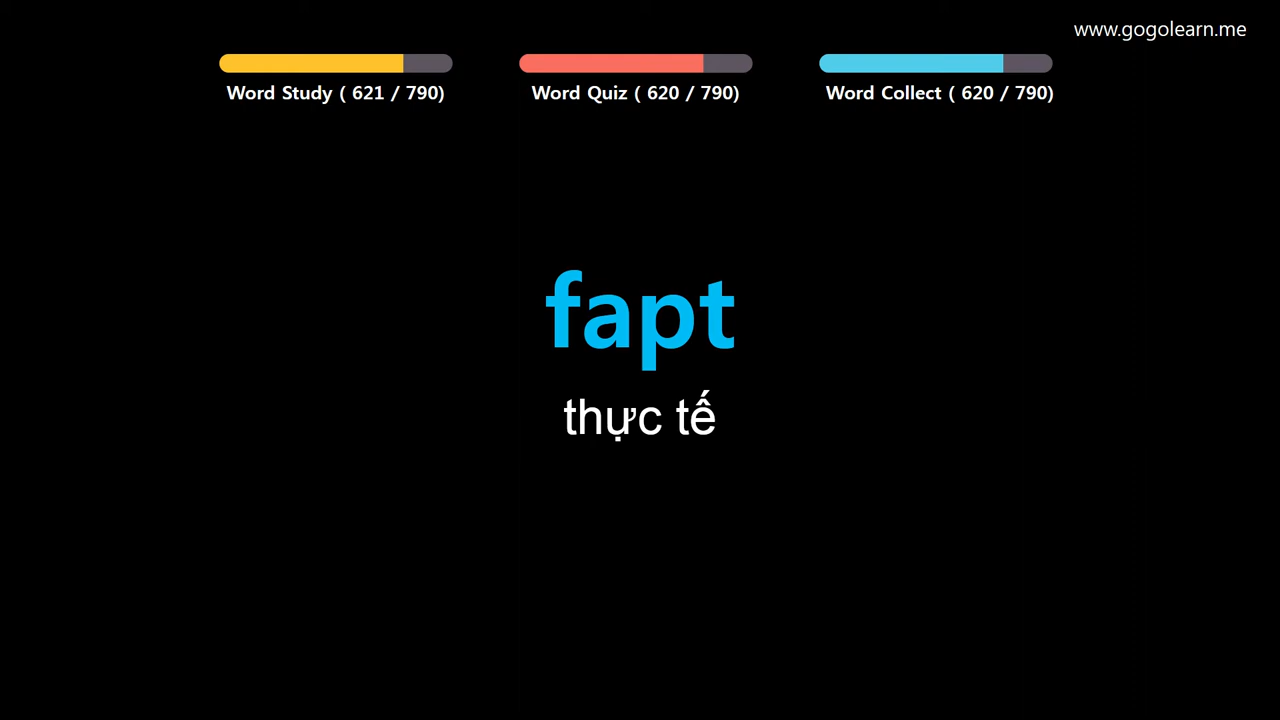 www.gogolearn.me
Word Study ( 621 / 790)
Word Quiz ( 620 / 790)
Word Collect ( 620 / 790)
fapt
thực tế